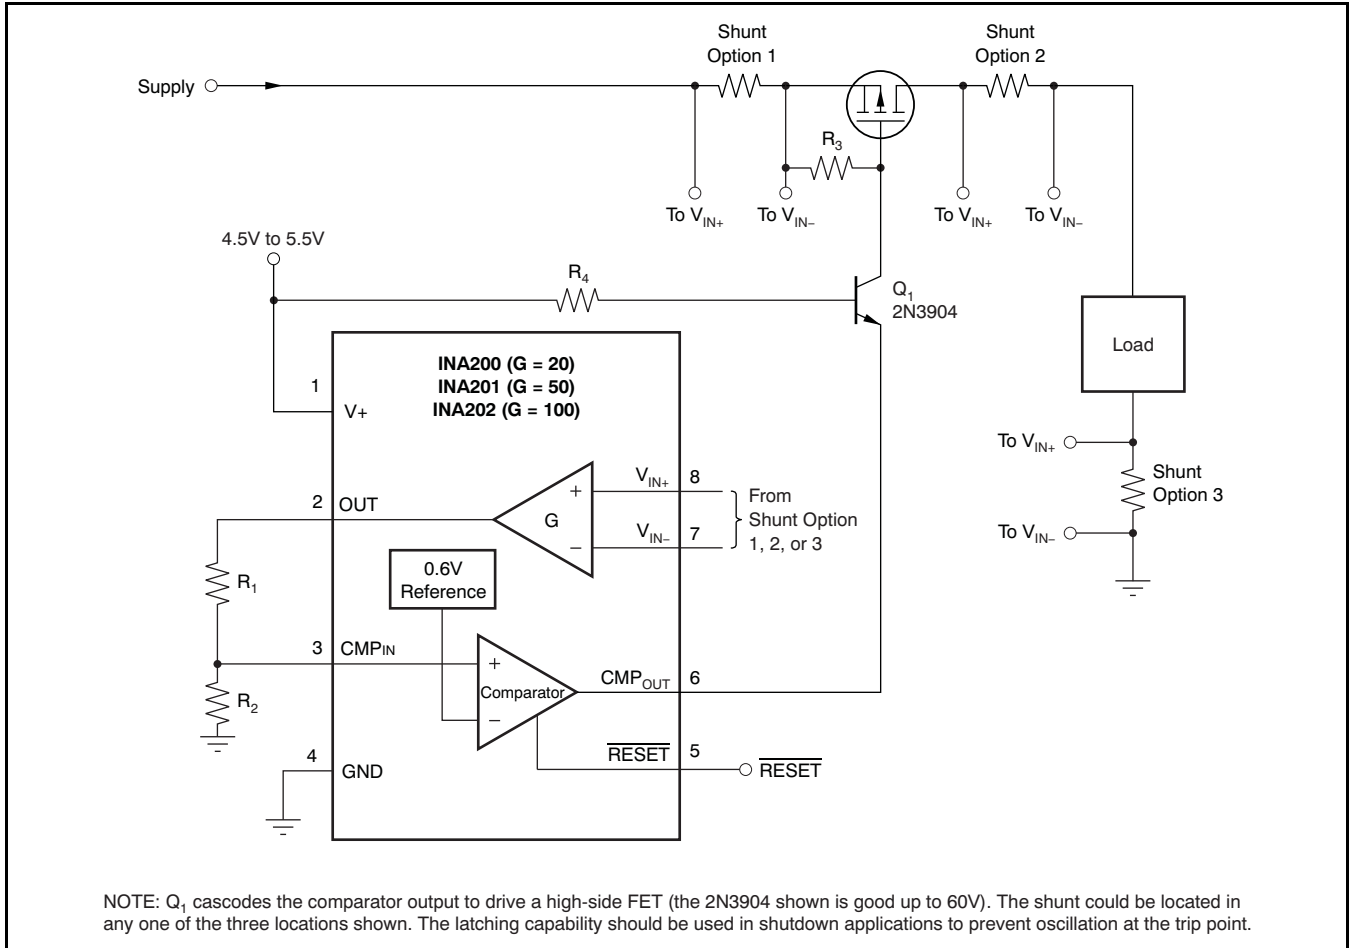 Shunt
Option 1
Shunt
Option 2
Supply
R3
To VIN+
To VIN–
To VIN+
To VIN–
4.5V to 5.5V
R4
Q1
2N3904
INA200 (G = 20)
INA201 (G = 50)
INA202 (G = 100)
Load
1
V+
To VIN+
Shunt
Option 3
To VIN–
VIN+
8
+
G
From
Shunt Option
1, 2, or 3
2
OUT
VIN–
7
–
0.6V
Reference
R1
3
CMPIN
+
Comparator
CMPOUT
6
R2
–
RESET
5
RESET
4
GND
NOTE: Q1 cascodes the comparator output to drive a high-side FET (the 2N3904 shown is good up to 60V). The shunt could be located in
any one of the three locations shown. The latching capability should be used in shutdown applications to prevent oscillation at the trip point.